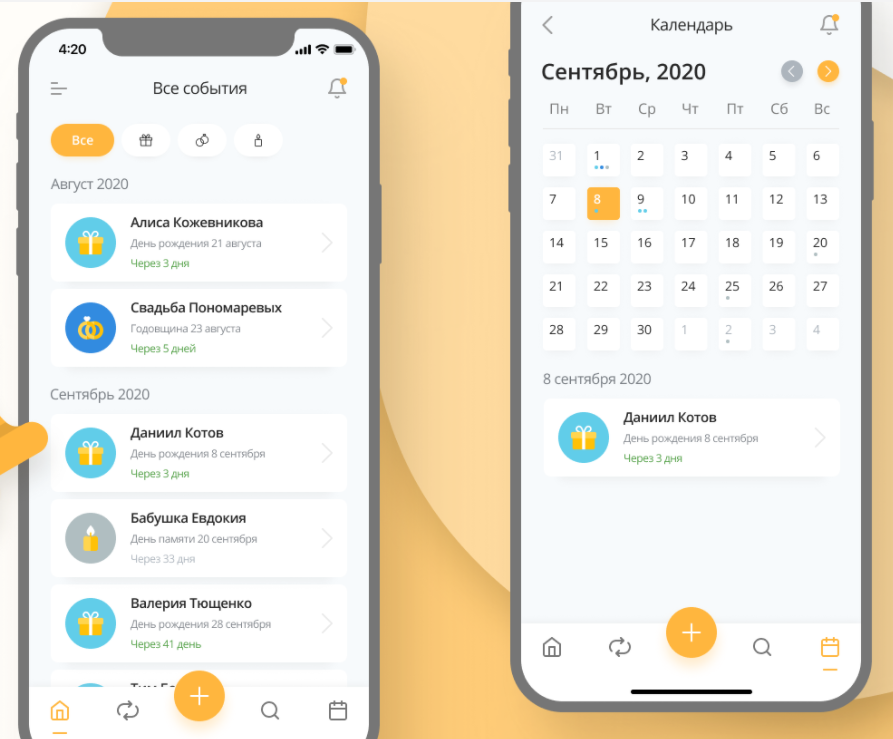 4:20
Все события
Все
Август 2020
Алиса Кожевникова
День рождения 21 августа
Через 3 дня
Свадьба Пономаревых
Годовщина 23 августа
Через 5 дней
Сентябрь 2020
Даниил Котов
День рождения 8 сентября
Через 3 дня
Бабушка Евдокия
День памяти 20 сентября
Через 33 дня
Валерия Тющенко
День рождения 28 сентября
Через 41 день
Календарь
Сентябрь, 2020
Пн Вт Ср Чт Пт Сб Вс
31 1 2 3 4 5 6
7 8 9 10 11 12 13
14 15 16 17 18 19 20
21 22 23 24 25 26 27
28 29 30 1 2 3 4
8 сентября 2020
Даниил Котов
День рождения 8 сентября
Через 3 дня